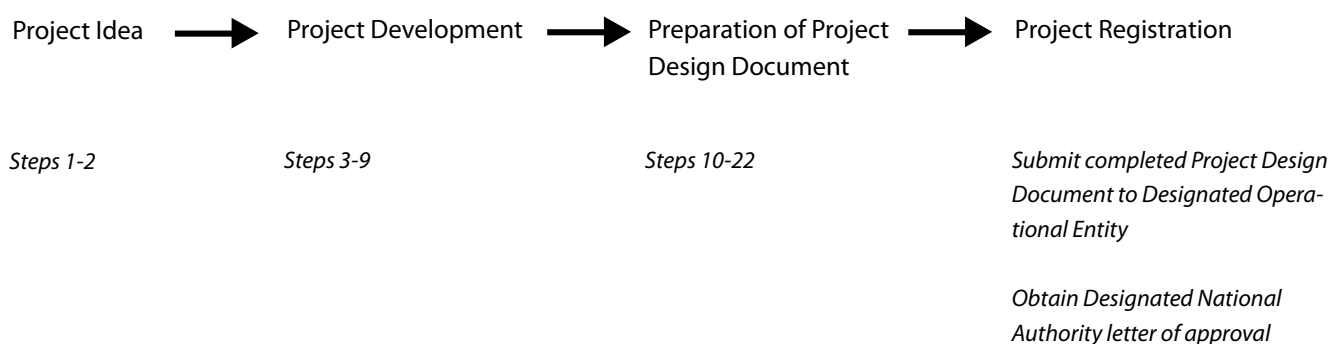 Project Idea
Project Development
Preparation of Project
Design Document
Project Registration
Steps 1-2
Steps 3-9
Steps 10-22
Submit completed Project Design
Document to Designated Opera-
tional Entity
Obtain Designated National
Authority letter of approval